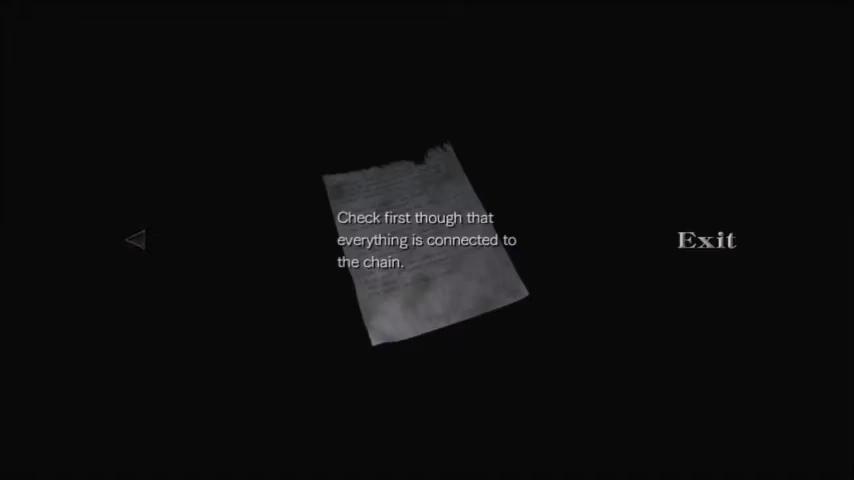 Check first though that
everything is connected to
the chain.
Exit